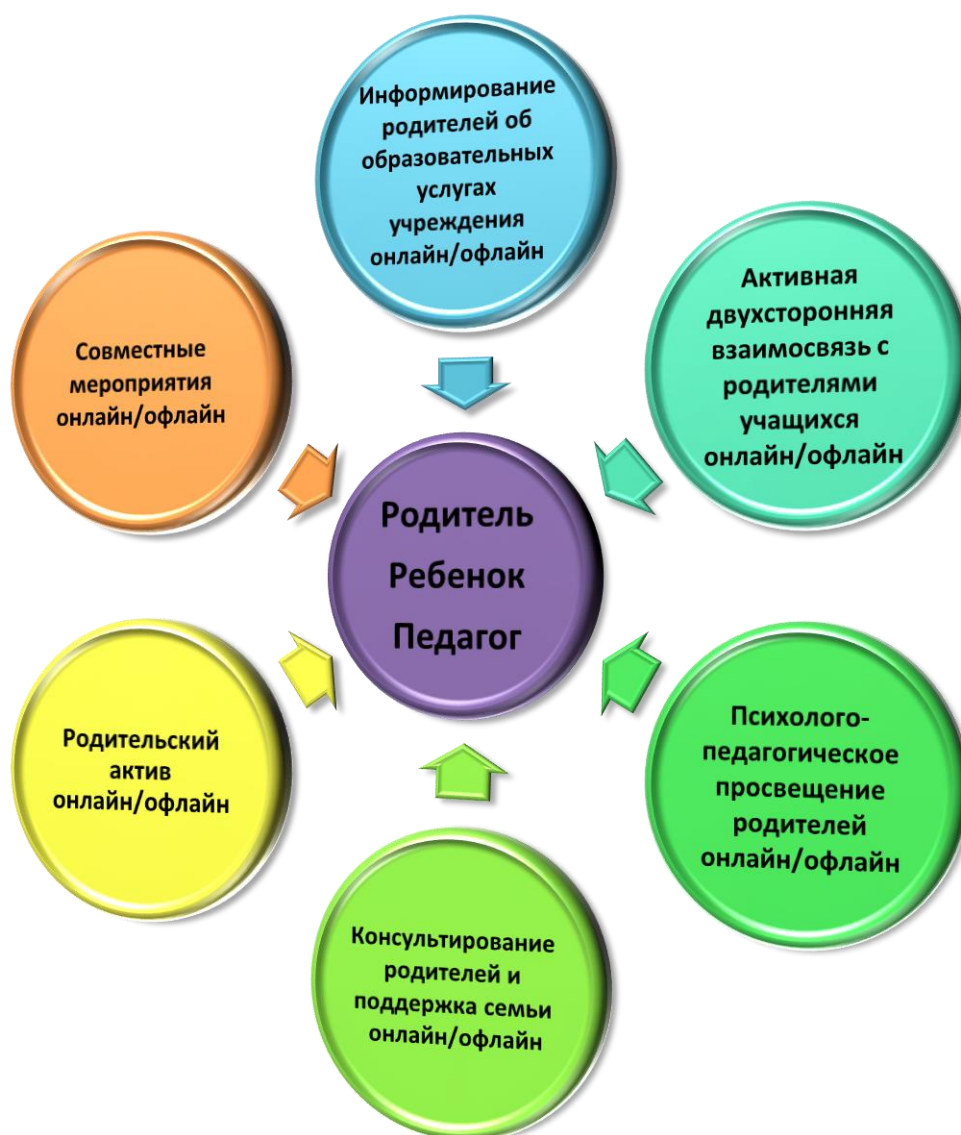 Информирование
родителей об
образовательных
услугах
учреждения
онлайн/офлайн
Активная
двухсторонняя
взаимосвязь с
родителями
учащихся
онлайн/офлайн
Совместные
мероприятия
онлайн/офлайн
Родитель
Ребенок
Педагог
Психолого-
педагогическое
просвещение
родителей
онлайн/офлайн
Родительский
актив
онлайн/офлайн
Консультирование
родителей и
поддержка семьи
онлайн/офлайн